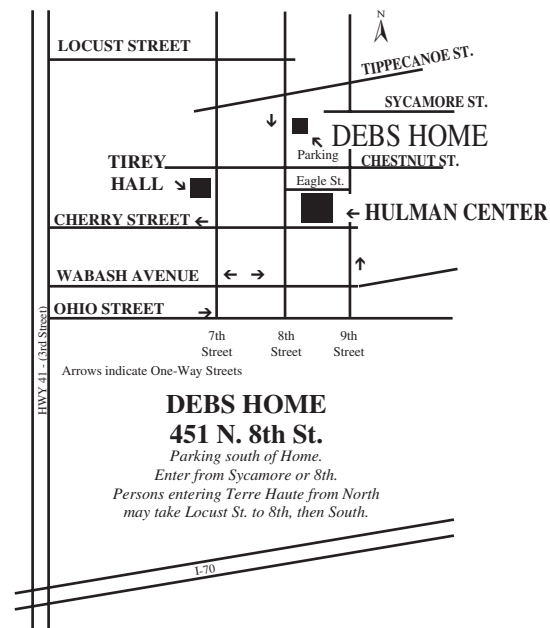 N
LOCUST STREET
TIPPECANOE ST.
SYCAMORE ST.
DEBS HOME
Parking
TIREY
HALL
CHESTNUT ST.
Eagle St.
HULMAN CENTER
CHERRY STREET
WABASH AVENUE
OHIO STREET
HWY 41 - (3rd Street)
7th
Street
8th
Street
9th
Street
Arrows indicate One-Way Streets
DEBS HOME
451 N. 8th St.
Parking south of Home.
Enter from Sycamore or 8th.
Persons entering Terre Haute from North
may take Locust St. to 8th, then South.
I-70